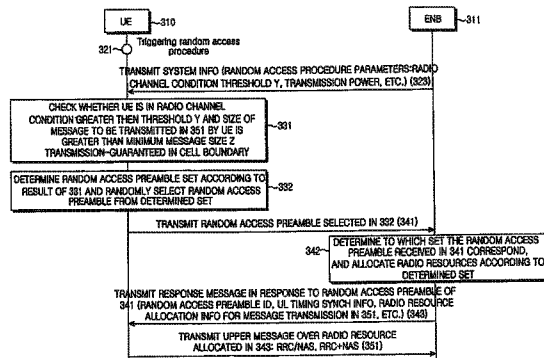 UE
310
ENB
311
321
Triggering random access
procedure
TRANSMIT SYSTEM INFO (RANDOM ACCESS PROCEDURE PARAMETERS:RADIO
CHANNEL CONDITION THRESHOLD Y, TRANSMISSION POWER, ETC.) (323)
CHECK WHETHER UE IS IN RADIO CHANNEL
CONDITION GREATER THEN THRESHOLD Y AND SIZE OF
MESSAGE TO BE TRANSMITTED IN 351 BY UE IS
GREATER THAN MINIMUM MESSAGE SIZE Z
TRANSMISSION-GUARANTEED IN CELL BOUNDARY
331
DETERMINE RANDOM ACCESS PREAMBLE SET ACCORDING TO
RESULT OF 331 AND RANDOMLY SELECT RANDOM ACCESS
PREAMBLE FROM DETERMINED SET
332
TRANSMIT RANDOM ACCESS PREAMBLE SELECTED IN 332 (341)
342
DETERMINE TO WHICH SET THE RANDOM ACCESS
PREAMBLE RECEIVED IN 341 CORRESPOND,
AND ALLOCATE RADIO RESOURCES ACCORDING TO
DETERMINED SET
TRANSMIT RESPONSE MESSAGE IN RESPONSE TO RANDOM ACCESS PREAMBLE OF
341 (RANDOM ACCESS PREAMBLE ID, UL TIMING SYNCH INFO, RADIO RESOURCE
ALLOCATION INFO FOR MESSAGE TRANSMISSION IN 351, ETC.) (343)
TRANSMIT UPPER MESSAGE OVER RADIO RESOURCE
ALLOCATED IN 343: RRC/NAS, RRC+NAS (351)